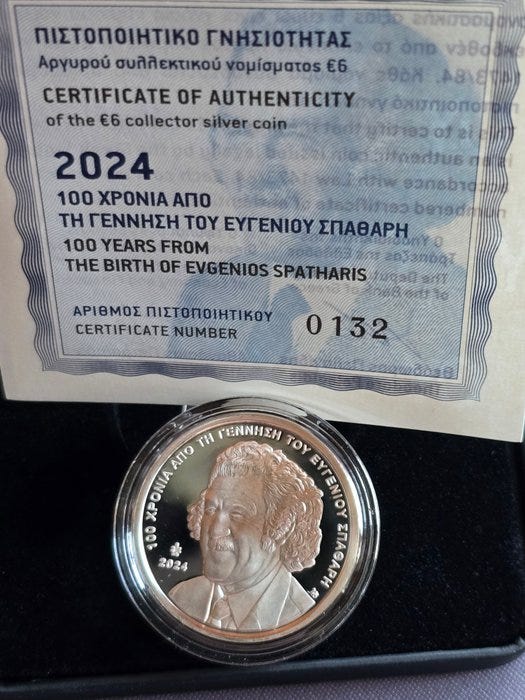 ΠΙΣΤΟΠΟΙΗΤΙΚΟ ΓΝΗΣΙΟΤΗΤΑΣ
Αργυρού συλλεκτικού νομίσματος €6
CERTIFICATE OF AUTHENTICITY
of the €6 collector silver coin
2024
100 ΧΡΟΝΙΑ ΑΠΟ
ΤΗ ΓΕΝΝΗΣΗ ΤΟΥ ΕΥΓΕΝΙΟΥ ΣΠΑΘΑΡΗ
100 YEARS FROM
THE BIRTH OF EVGENIOS SPATHARIS
ΑΡΙΘΜΟΣ ΠΙΣΤΟΠΟΙΗΤΙΚΟΥ
CERTIFICATE NUMBER 0132
100 ΧΡΟΝΙΑ ΑΠΟ ΤΗ ΓΕΝΝΗΣΗ ΤΟΥ ΕΥΓΕΝΙΟΥ ΣΠΑΘΑΡΗ
2024